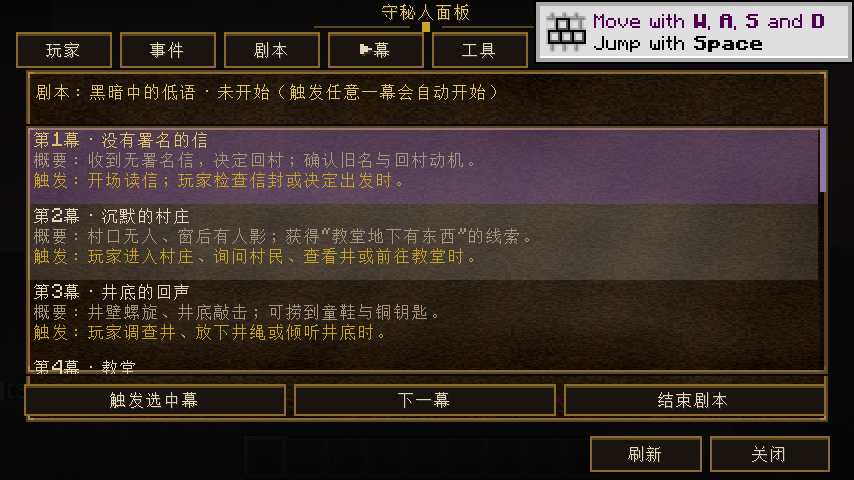 守秘人面板
Move with W, A, S and D
Jump with Space
玩家
事件
剧本
▶幕
工具
剧本：黑暗中的低语 · 未开始（触发任意一幕会自动开始）
第1幕 · 没有署名的信
概要：收到无署名信，决定回村；确认旧名与回村动机。
触发：开场读信；玩家检查信封或决定出发时。
第2幕 · 沉默的村庄
概要：村口无人、窗后有人影；获得“教堂地下有东西”的线索。
触发：玩家进入村庄、询问村民、查看井或前往教堂时。
第3幕 · 井底的回声
概要：井壁螺旋、井底敲击；可捞到童鞋与铜钥匙。
触发：玩家调查井、放下井绳或倾听井底时。
第4幕 · 教堂
触发选中幕
下一幕
结束剧本
刷新
关闭